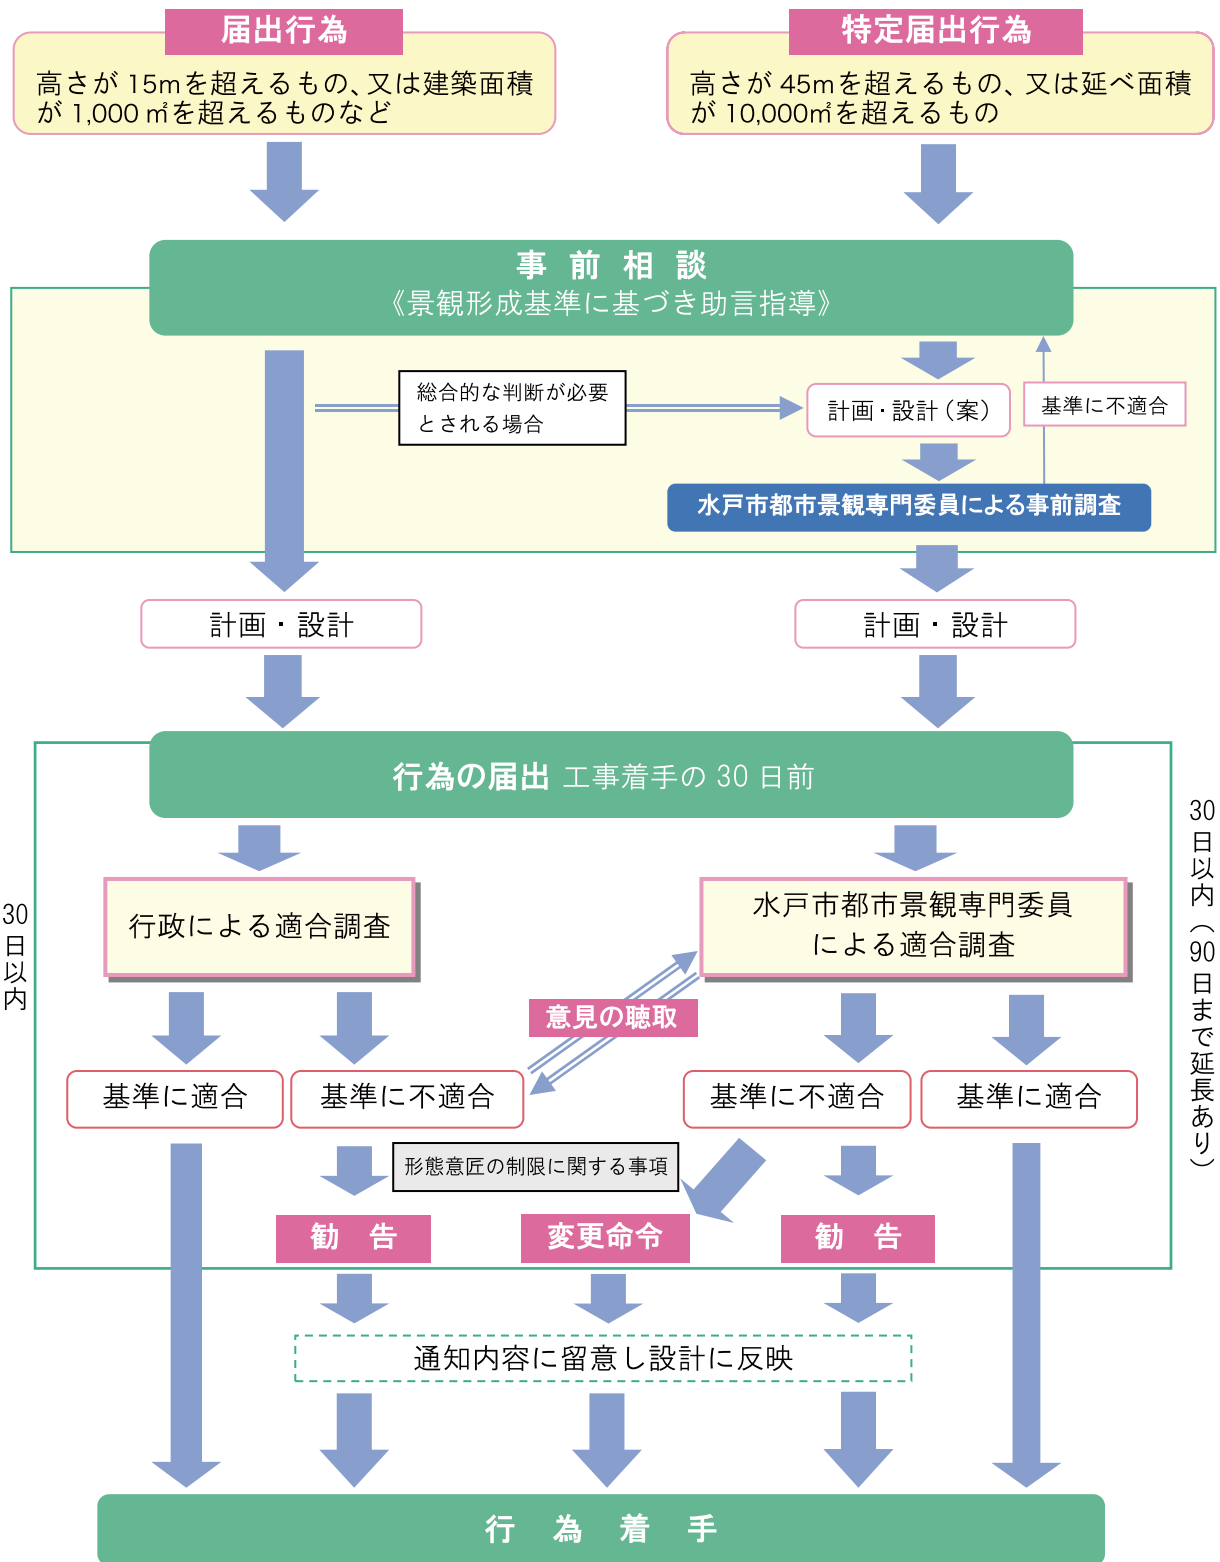 届出行為
高さが15mを超えるもの、又は建築面積
が1,000㎡を超えるものなど
特定届出行為
高さが45mを超えるもの、又は延べ面積
が10,000㎡を超えるもの
事前相談
《景観形成基準に基づき助言指導》
総合的な判断が必要
とされる場合
計画・設計(案)
基準に不適合
水戸市都市景観専門委員による事前調査
計画・設計
計画・設計
行為の届出 工事着手の30日前
30日以内
30日以内(90日まで延長あり)
行政による適合調査
水戸市都市景観専門委員
による適合調査
意見の聴取
基準に適合
基準に不適合
基準に不適合
基準に適合
形態意匠の制限に関する事項
勧告
変更命令
勧告
通知内容に留意し設計に反映
行為着手